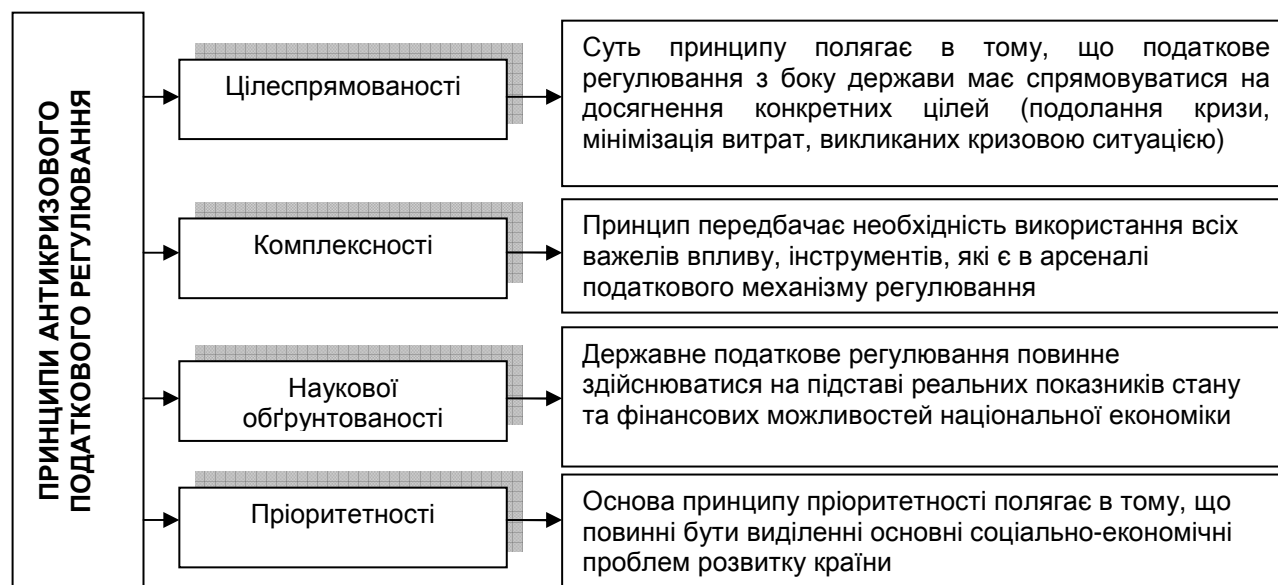 ПРИНЦИПИ АНТИКРИЗОВОГО
ПОДАТКОВОГО РЕГУЛЮВАННЯ
Цілеспрямованості
Суть принципу полягає в тому, що податкове
регулювання з боку держави має спрямовуватися на
досягнення конкретних цілей (подолання кризи,
мінімізація витрат, викликаних кризовою ситуацією)
Комплексності
Принцип передбачає необхідність використання всіх
важелів впливу, інструментів, які є в арсеналі
податкового механізму регулювання
Наукової
обґрунтованості
Державне податкове регулювання повинне
здійснюватися на підставі реальних показників стану
та фінансових можливостей національної економіки
Пріоритетності
Основа принципу пріоритетності полягає в тому, що
повинні бути виділенні основні соціально-економічні
проблем розвитку країни